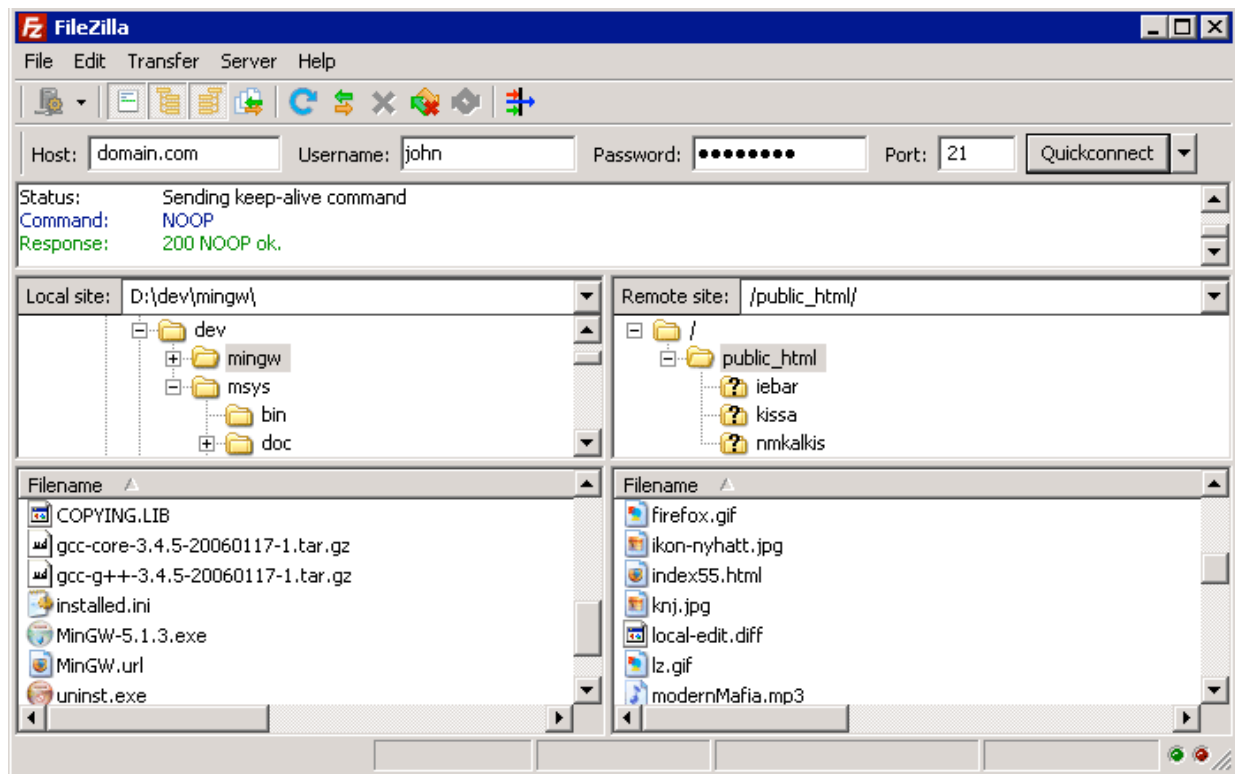 FileZilla
File Edit Transfer Server Help
Host: domain.com Username: john Password: ●●●●●●●● Port: 21 Quickconnect
Status: Sending keep-alive command
Command: NOOP
Response: 200 NOOP ok.
Local site: D:\dev\mingw\
dev
mingw
msys
bin
doc
Remote site: /public_html/
/
public_html
iebar
kissa
nmkalkis
Filename
COPYING.LIB
gcc-core-3.4.5-20060117-1.tar.gz
gcc-g++-3.4.5-20060117-1.tar.gz
installed.ini
MinGW-5.1.3.exe
MinGW.url
uninst.exe
Filename
firefox.gif
ikon-nyhatt.jpg
index55.html
knj.jpg
local-edit.diff
lz.gif
modernMafia.mp3